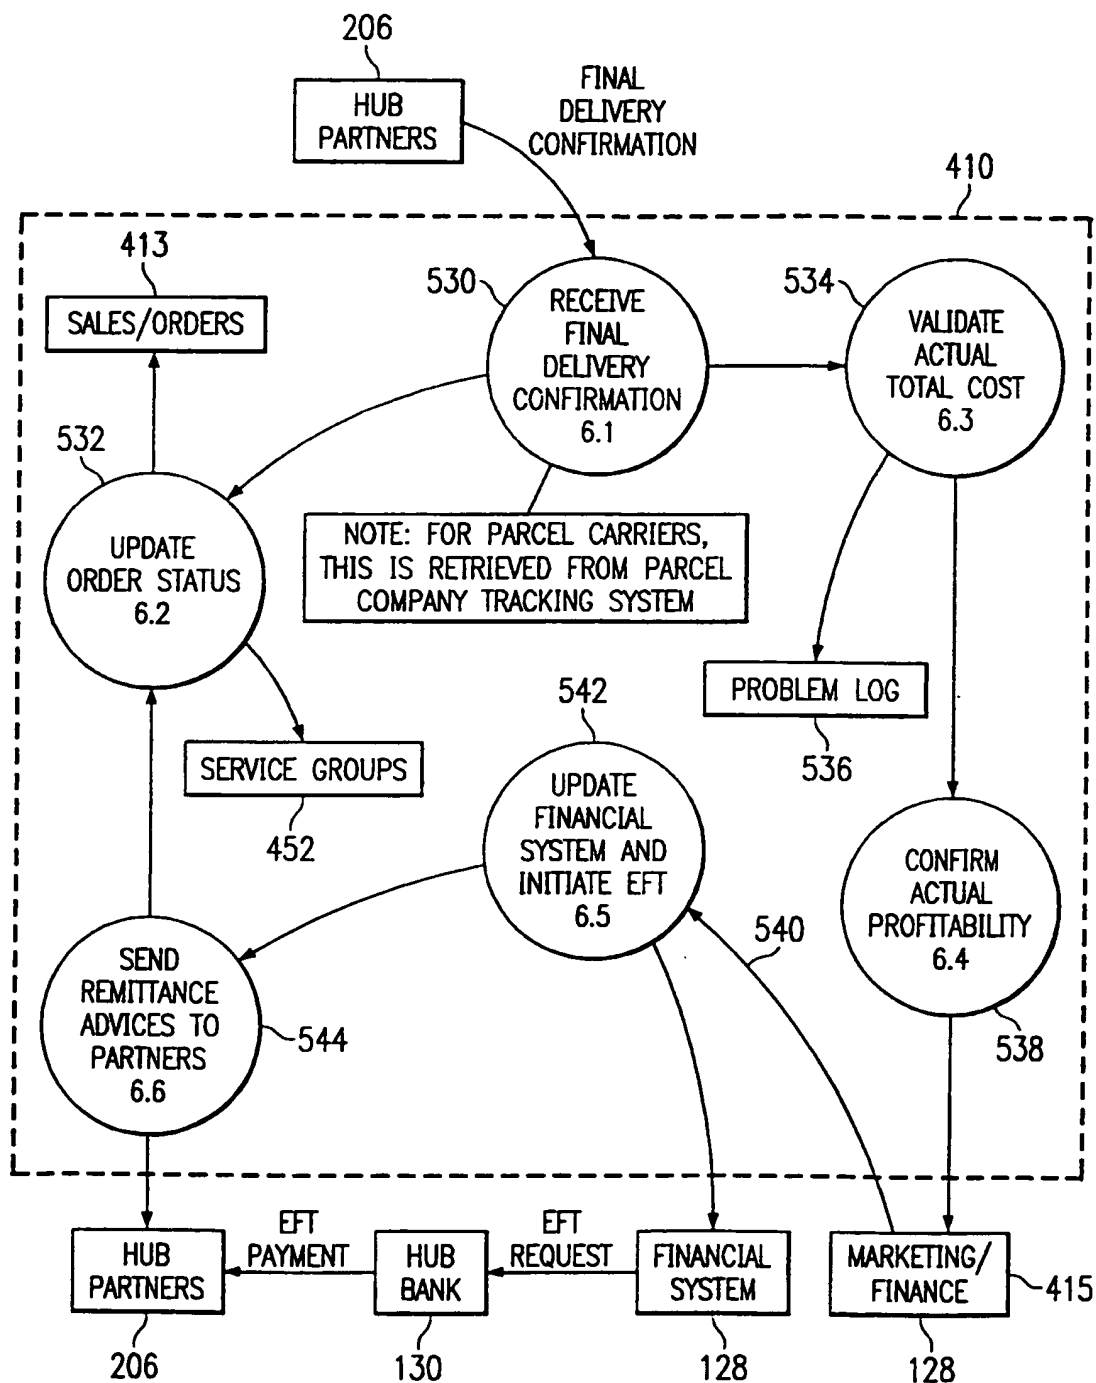 206
HUB
PARTNERS
FINAL
DELIVERY
CONFIRMATION
410
413
SALES/ORDERS
530
RECEIVE
FINAL
DELIVERY
CONFIRMATION
6.1
534
VALIDATE
ACTUAL
TOTAL COST
6.3
532
UPDATE
ORDER STATUS
6.2
NOTE: FOR PARCEL CARRIERS,
THIS IS RETRIEVED FROM PARCEL
COMPANY TRACKING SYSTEM
PROBLEM LOG
536
SERVICE GROUPS
452
542
UPDATE
FINANCIAL
SYSTEM AND
INITIATE EFT
6.5
540
CONFIRM
ACTUAL
PROFITABILITY
6.4
538
SEND
REMITTANCE
ADVICES TO
PARTNERS
6.6
544
HUB
PARTNERS
206
EFT
PAYMENT
HUB
BANK
130
EFT
REQUEST
FINANCIAL
SYSTEM
128
MARKETING/
FINANCE
415
128